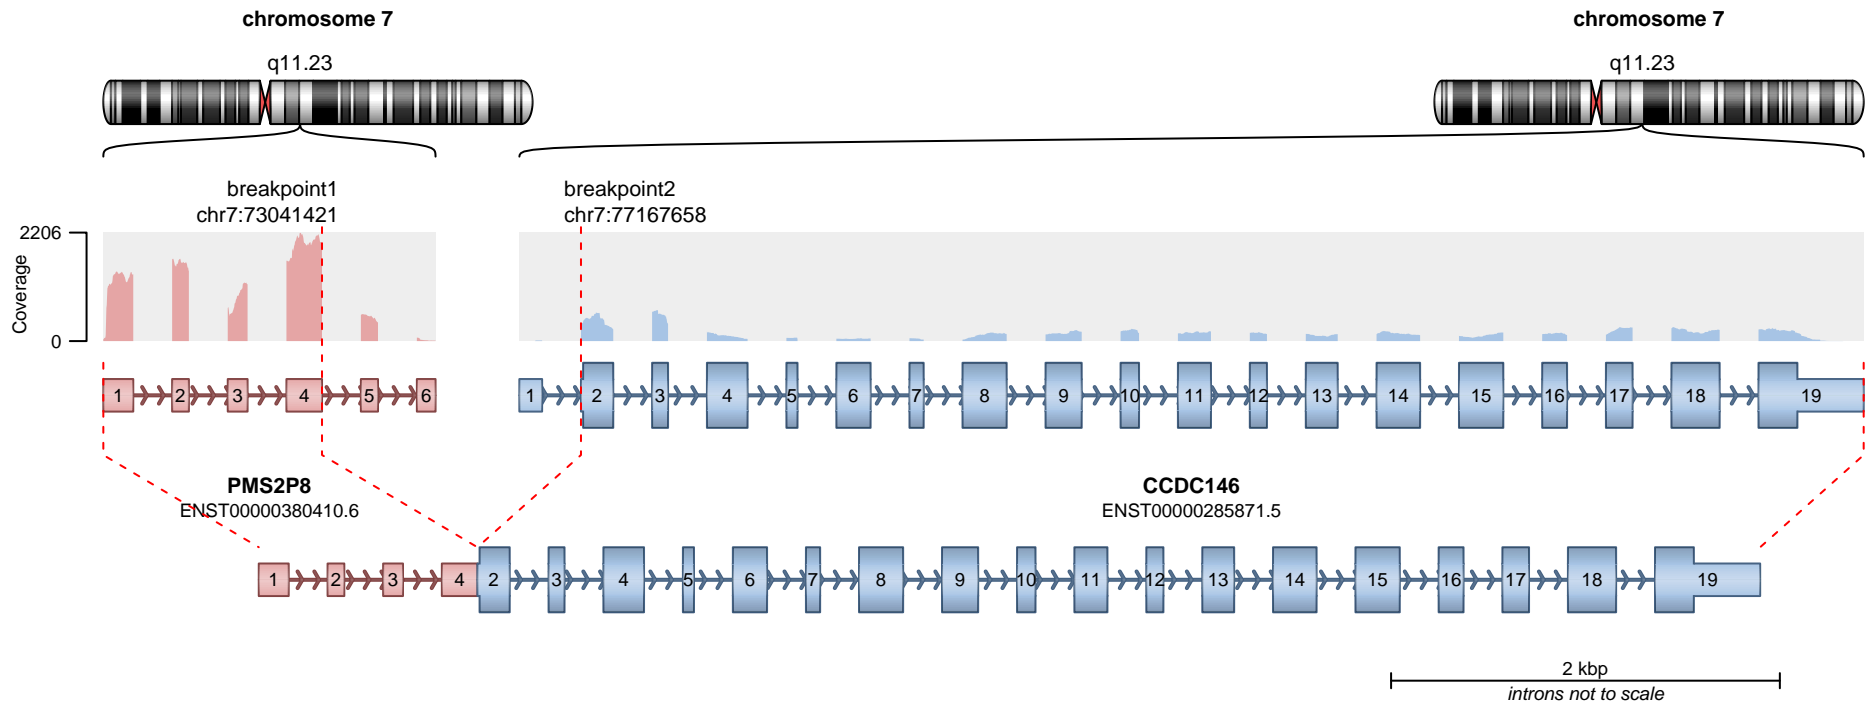 chromosome 7
chromosome 7
q11.23
q11.23
breakpoint1
chr7:73041421
breakpoint2
chr7:77167658
2206
Coverage
0
1 2 3 4 5 6
1 2 3 4 5 6 7 8 9 10 11 12 13 14 15 16 17 18 19
PMS2P8
ENST00000380410.6
CCDC146
ENST00000285871.5
1 2 3 4 2 3 4 5 6 7 8 9 10 11 12 13 14 15 16 17 18 19
2 kbp
introns not to scale